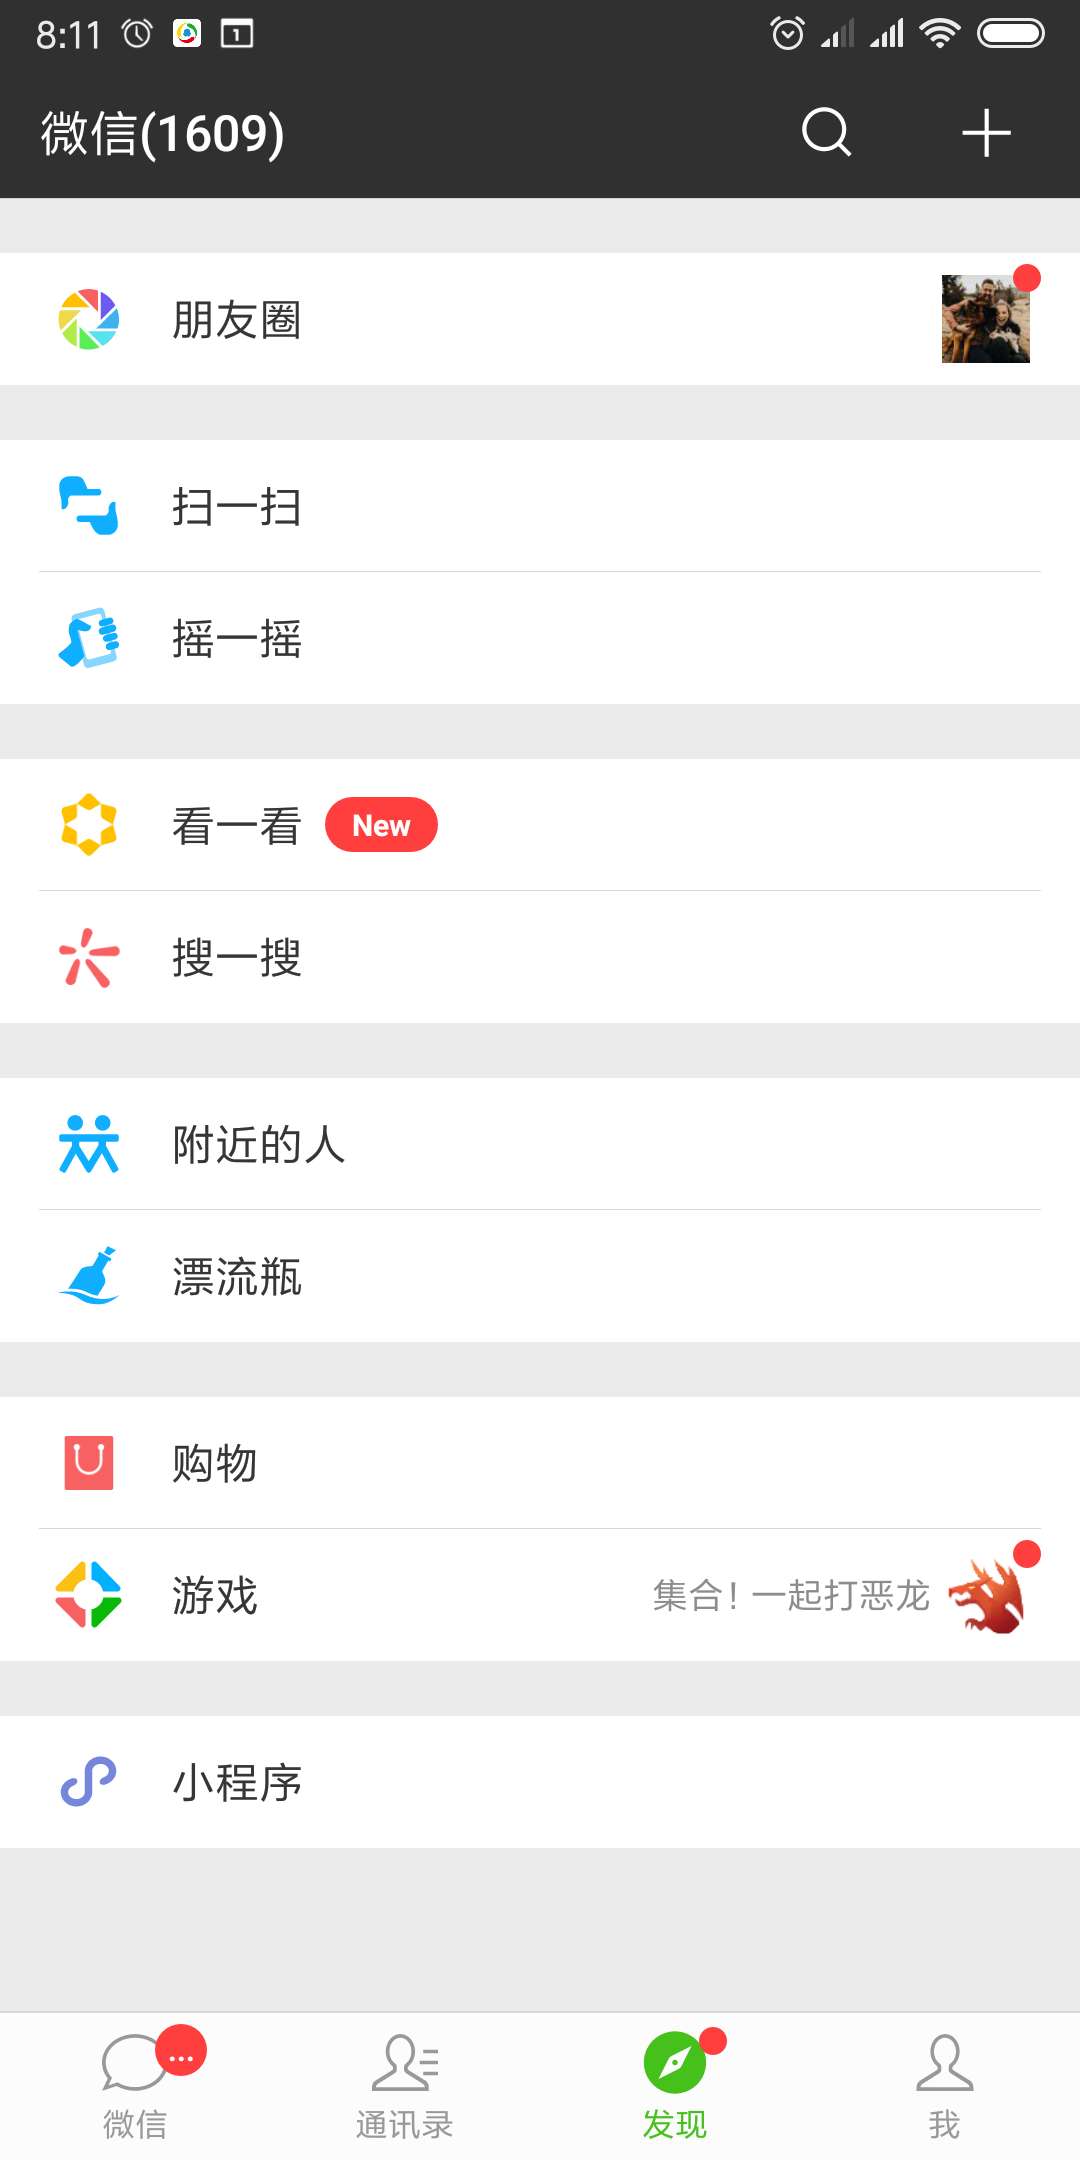 8:11
1
微信(1609)
朋友圈
扫一扫
摇一摇
看一看 New
搜一搜
附近的人
漂流瓶
购物
游戏 集合！一起打恶龙
小程序
...
微信 通讯录 发现 我